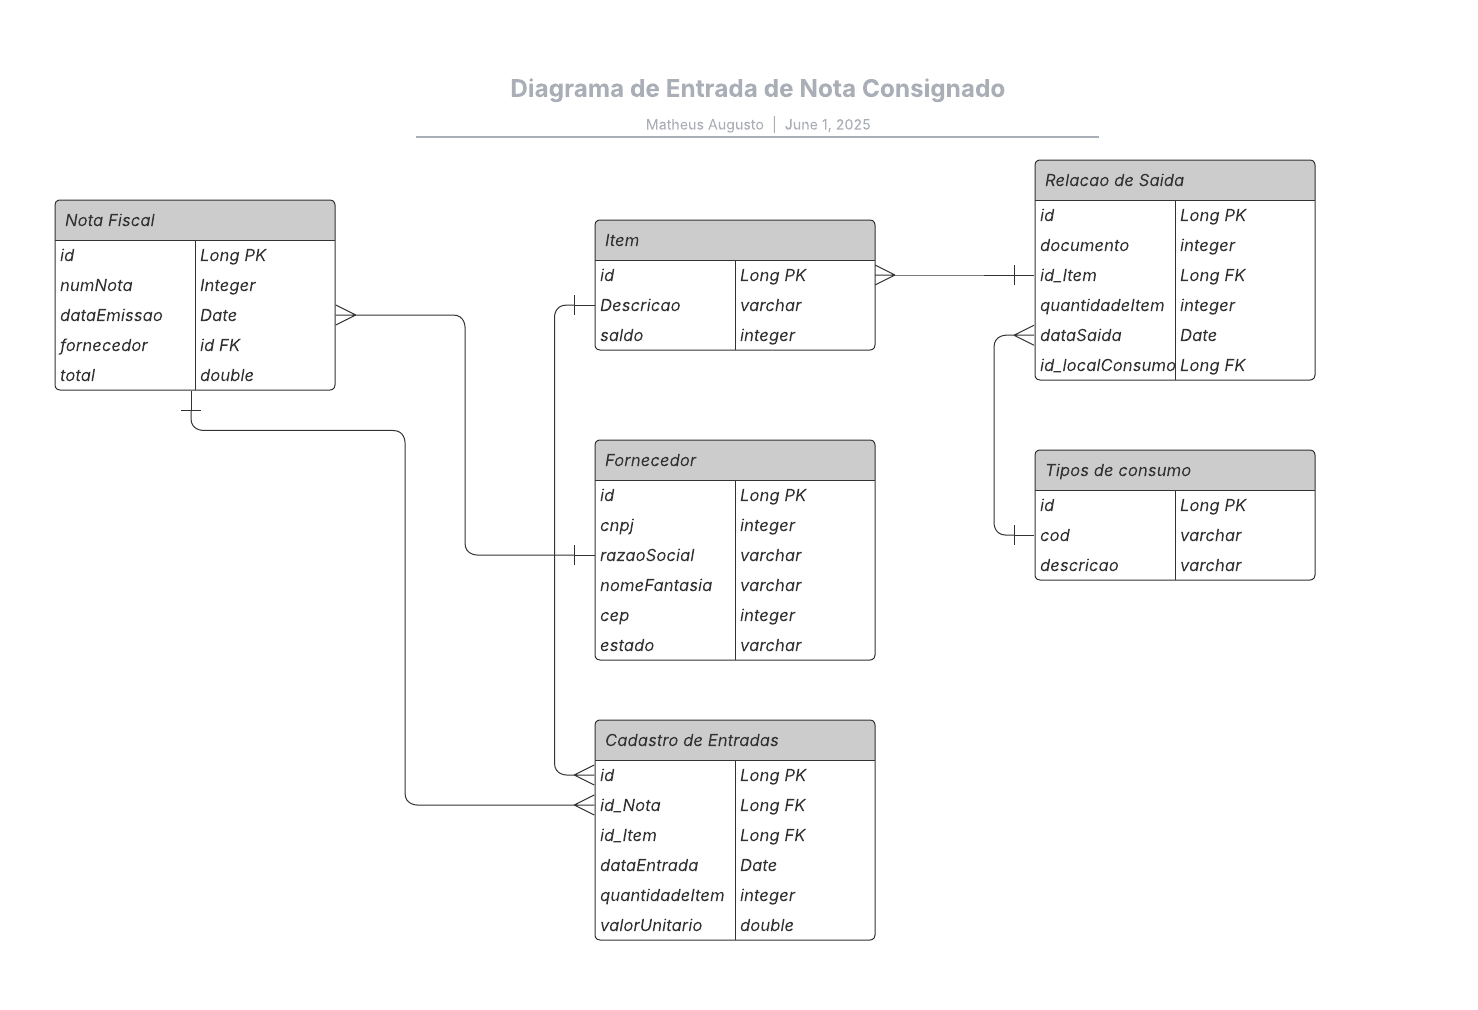 Diagrama de Entrada de Nota Consignado
Matheus Augusto | June 1, 2025
Nota Fiscal
id Long PK
numNota Integer
dataEmissao Date
fornecedor id FK
total double
Item
id Long PK
Descricao varchar
saldo integer
Fornecedor
id Long PK
cnpj integer
razaoSocial varchar
nomeFantasia varchar
cep integer
estado varchar
Cadastro de Entradas
id Long PK
id_Nota Long FK
id_Item Long FK
dataEntrada Date
quantidadeItem integer
valorUnitario double
Relacao de Saida
id Long PK
documento integer
id_Item Long FK
quantidadeItem integer
dataSaida Date
id_localConsumo Long FK
Tipos de consumo
id Long PK
cod varchar
descricao varchar